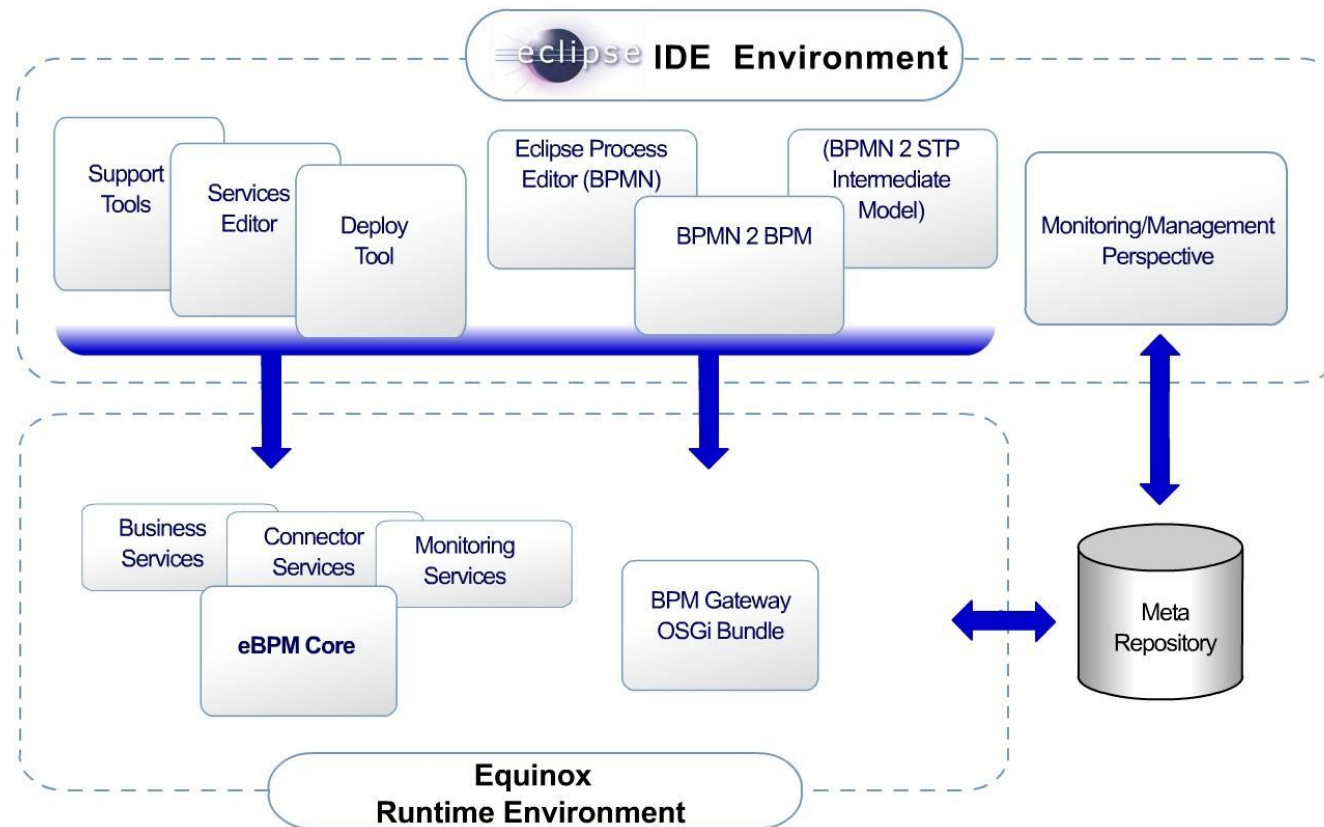 eclipse IDE Environment
Support
Tools
Services
Editor
Deploy
Tool
Eclipse Process
Editor (BPMN)
BPMN 2 BPM
(BPMN 2 STP
Intermediate
Model)
Monitoring/Management
Perspective
Business
Services
Connector
Services
Monitoring
Services
eBPM Core
BPM Gateway
OSGi Bundle
Meta
Repository
Equinox
Runtime Environment